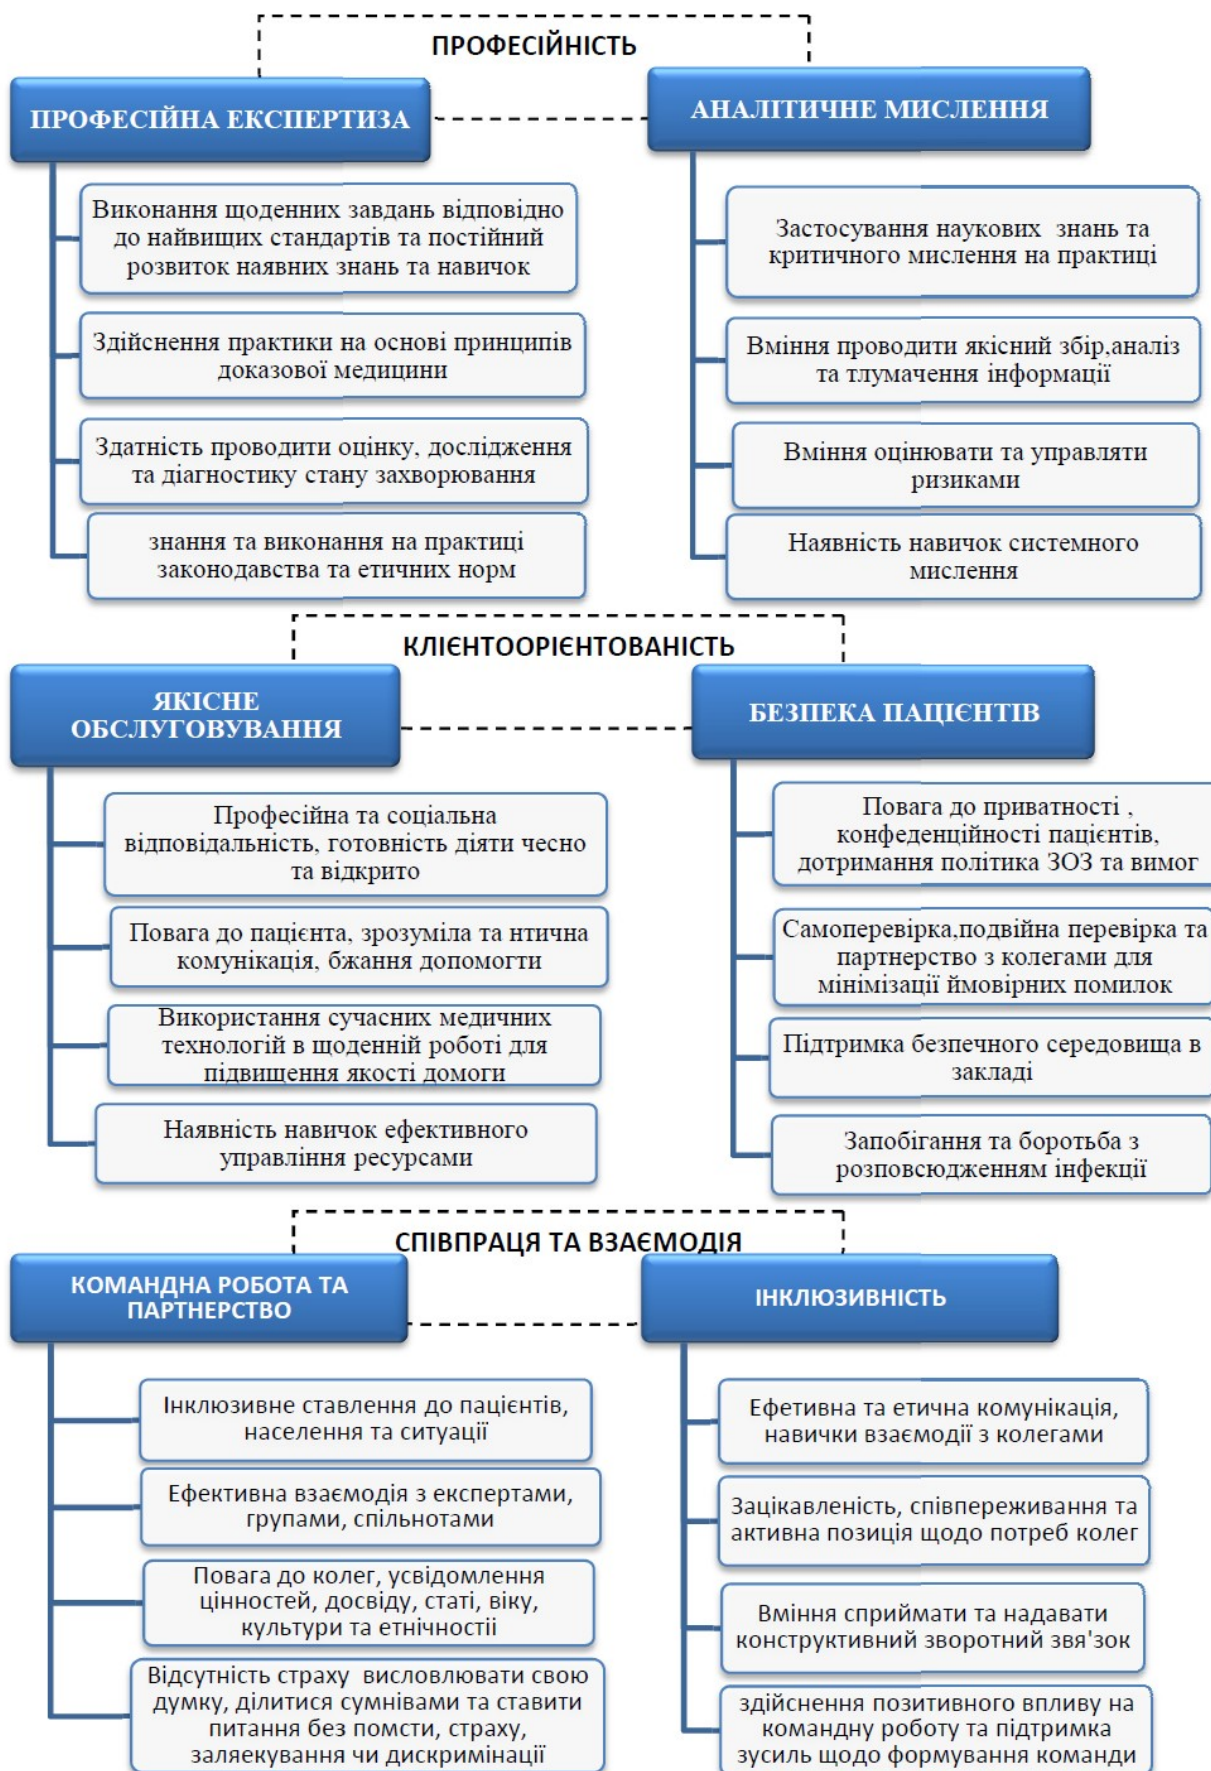 ПРОФЕСІЙНІСТЬ
ПРОФЕСІЙНА ЕКСПЕРТИЗА
Виконання щоденних завдань відповідно
до найвищих стандартів та постійний
розвиток наявних знань та навичок
Здійснення практики на основі принципів
доказової медицини
Здатність проводити оцінку, дослідження
та діагностику стану захворювання
знання та виконання на практиці
законодавства та етичних норм
АНАЛІТИЧНЕ МИСЛЕННЯ
Застосування наукових знань та
критичного мислення на практиці
Вміння проводити якісний збір,аналіз
та тлумачення інформації
Вміння оцінювати та управляти
ризиками
Наявність навичок системного
мислення
КЛІЄНТООРІЄНТОВАНІСТЬ
ЯКІСНЕ
ОБСЛУГОВУВАННЯ
Професійна та соціальна
відповідальність, готовність діяти чесно
та відкрито
Повага до пацієнта, зрозуміла та нтична
комунікація, бжання допомогти
Використання сучасних медичних
технологій в щоденній роботі для
підвищення якості домоги
Наявність навичок ефективного
управління ресурсами
БЕЗПЕКА ПАЦІЄНТІВ
Повага до приватності ,
конфеденційності пацієнтів,
дотримання політика ЗОЗ та вимог
Самоперевірка,подвійна перевірка та
партнерство з колегами для
мінімізації ймовірних помилок
Підтримка безпечного середовища в
закладі
Запобігання та боротьба з
розповсюдженням інфекції
СПІВПРАЦЯ ТА ВЗАЄМОДІЯ
КОМАНДНА РОБОТА ТА
ПАРТНЕРСТВО
Інклюзивне ставлення до пацієнтів,
населення та ситуації
Ефективна взаємодія з експертами,
групами, спільнотами
Повага до колег, усвідомлення
цінностей, досвіду, статі, віку,
культури та етнічностіі
Відсутність страху висловлювати свою
думку, ділитися сумнівами та ставити
питання без помсти, страху,
заляекування чи дискримінації
ІНКЛЮЗИВНІСТЬ
Ефетивна та етична комунікація,
навички взаємодії з колегами
Зацікавленість, співпереживання та
активна позиція щодо потреб колег
Вміння сприймати та надавати
конструктивний зворотний звя'зок
здійснення позитивного впливу на
командну роботу та підтримка
зусиль щодо формування команди